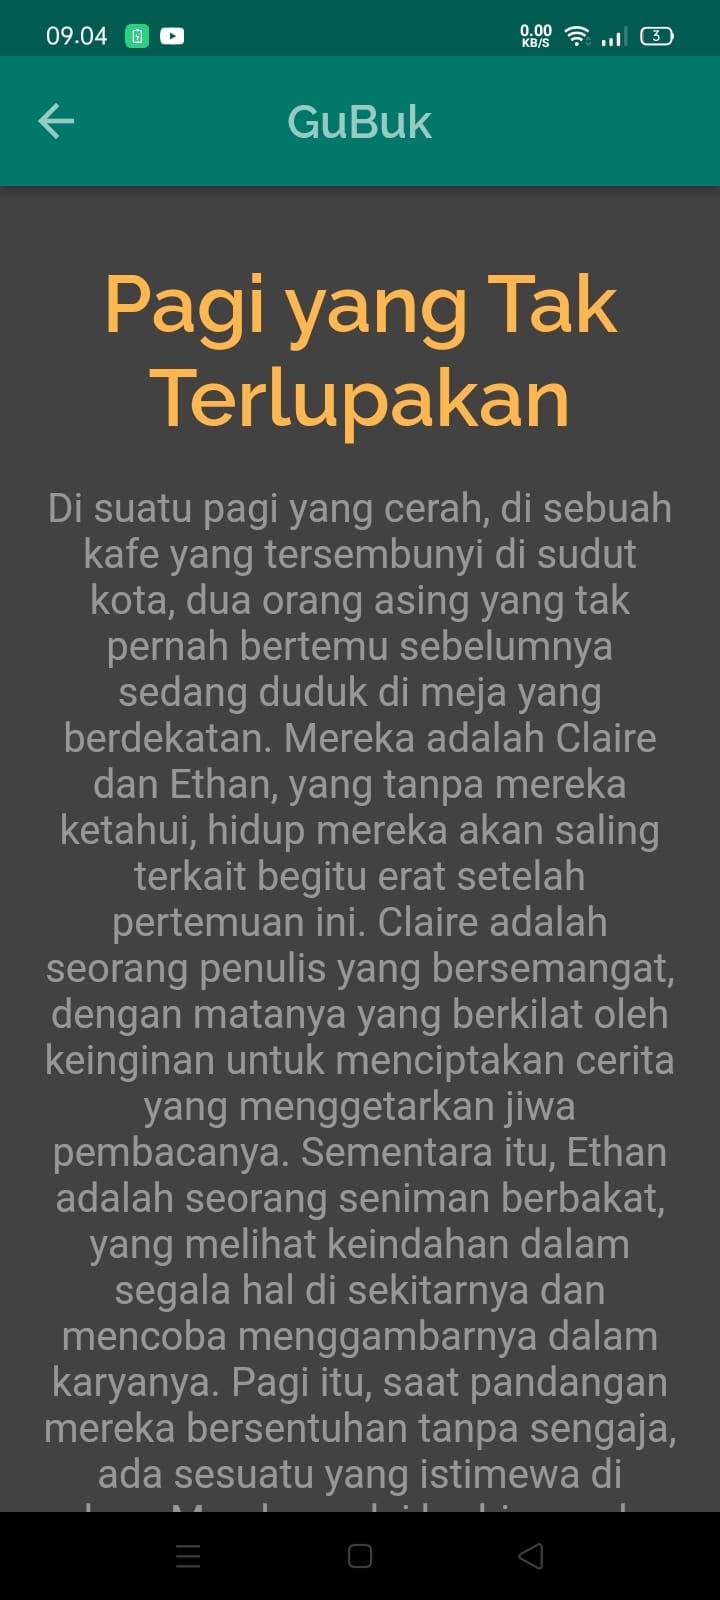 09.04
0.00
KB/S
3
GuBuk
Pagi yang Tak
Terlupakan
Di suatu pagi yang cerah, di sebuah
kafe yang tersembunyi di sudut
kota, dua orang asing yang tak
pernah bertemu sebelumnya
sedang duduk di meja yang
berdekatan. Mereka adalah Claire
dan Ethan, yang tanpa mereka
ketahui, hidup mereka akan saling
terkait begitu erat setelah
pertemuan ini. Claire adalah
seorang penulis yang bersemangat,
dengan matanya yang berkilat oleh
keinginan untuk menciptakan cerita
yang menggetarkan jiwa
pembacanya. Sementara itu, Ethan
adalah seorang seniman berbakat,
yang melihat keindahan dalam
segala hal di sekitarnya dan
mencoba menggambarnya dalam
karyanya. Pagi itu, saat pandangan
mereka bersentuhan tanpa sengaja,
ada sesuatu yang istimewa di